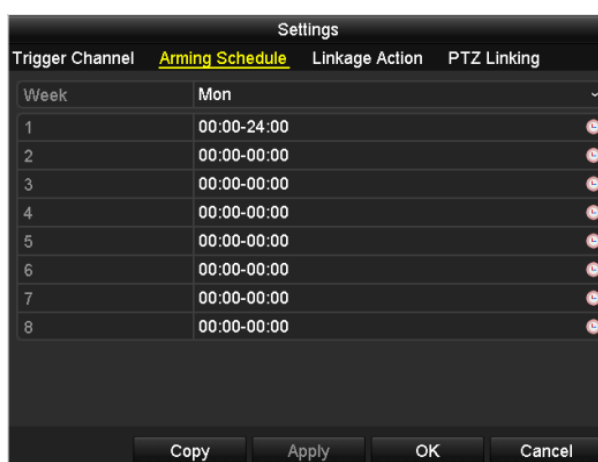 Settings
Trigger Channel Arming Schedule Linkage Action PTZ Linking
Week Mon
1 00:00-24:00
2 00:00-00:00
3 00:00-00:00
4 00:00-00:00
5 00:00-00:00
6 00:00-00:00
7 00:00-00:00
8 00:00-00:00
Copy Apply OK Cancel